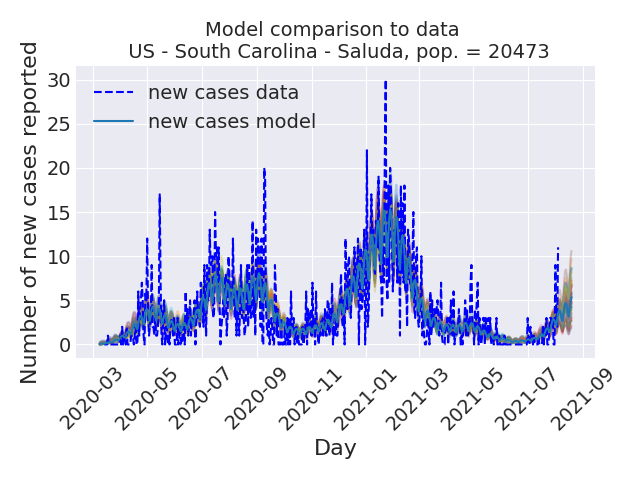 Model comparison to data
US - South Carolina - Saluda, pop. = 20473
Number of new cases reported
30
25
20
15
10
5
0
new cases data
new cases model
2020-03
2020-05
2020-07
2020-09
2020-11
2021-01
2021-03
2021-05
2021-07
2021-09
Day